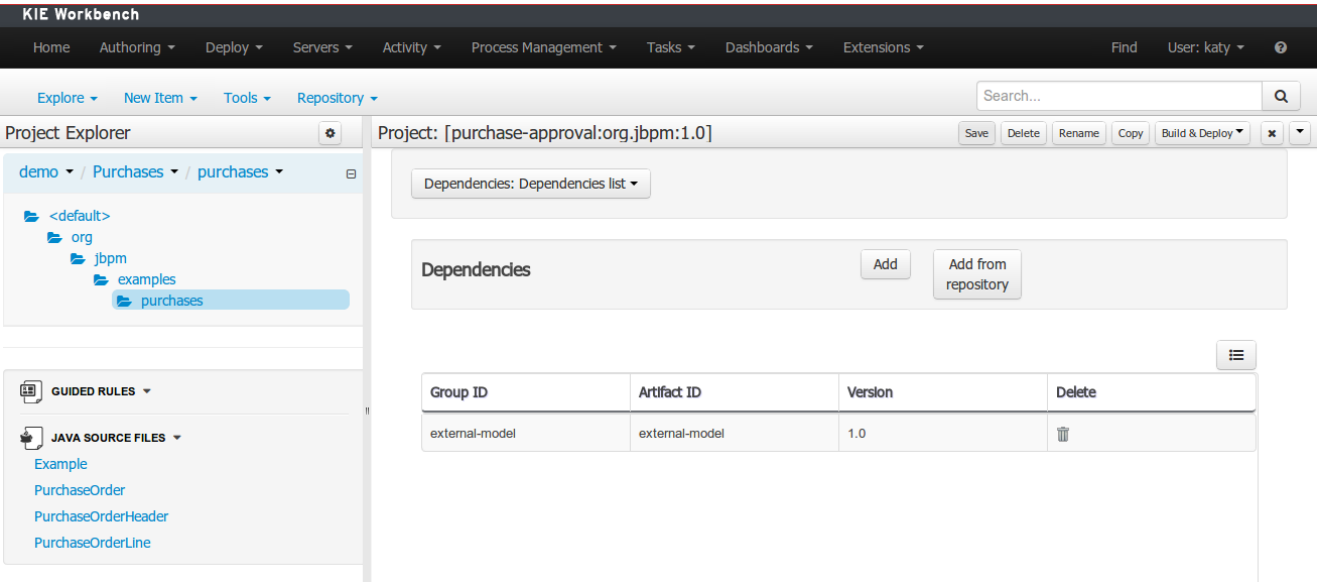 KIE Workbench
Home Authoring Deploy Servers Activity Process Management Tasks Dashboards Extensions Find User: katy ?
Explore New Item Tools Repository Search...
Project Explorer Project: [purchase-approval:org.jbpm:1.0] Save Delete Rename Copy Build & Deploy
demo / Purchases / purchases
Dependencies: Dependencies list
<default>
org
jbpm
examples
purchases
Dependencies Add Add from
repository
GUIDED RULES
JAVA SOURCE FILES
Example
PurchaseOrder
PurchaseOrderHeader
PurchaseOrderLine
Group ID Artifact ID Version Delete
external-model external-model 1.0